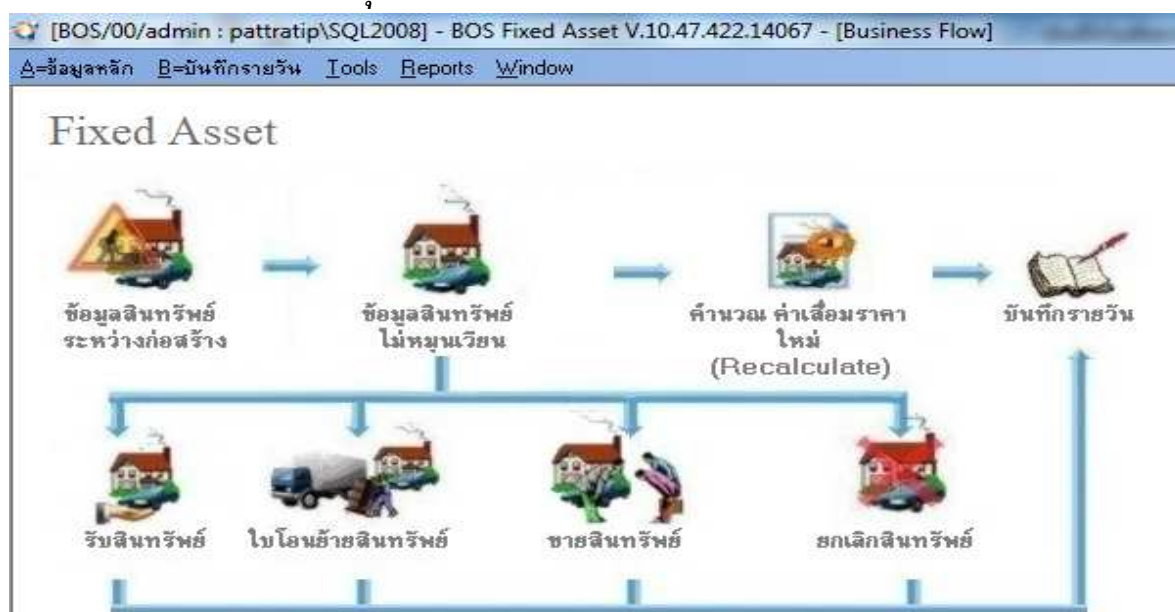 [BOS/00/admin : pattratip\SQL2008] - BOS Fixed Asset V.10.47.422.14067 - [Business Flow]
A=ข้อมูลหลัก B=บันทึกรายวัน Tools Reports Window
Fixed Asset
ข้อมูลสินทรัพย์
ระหว่างก่อสร้าง
ข้อมูลสินทรัพย์
ไม่หมุนเวียน
คำนวณ ค่าเสื่อมราคา
ใหม่
(Recalculate)
บันทึกรายวัน
รับสินทรัพย์
ใบโอนย้ายสินทรัพย์
ขายสินทรัพย์
ยกเลิกสินทรัพย์